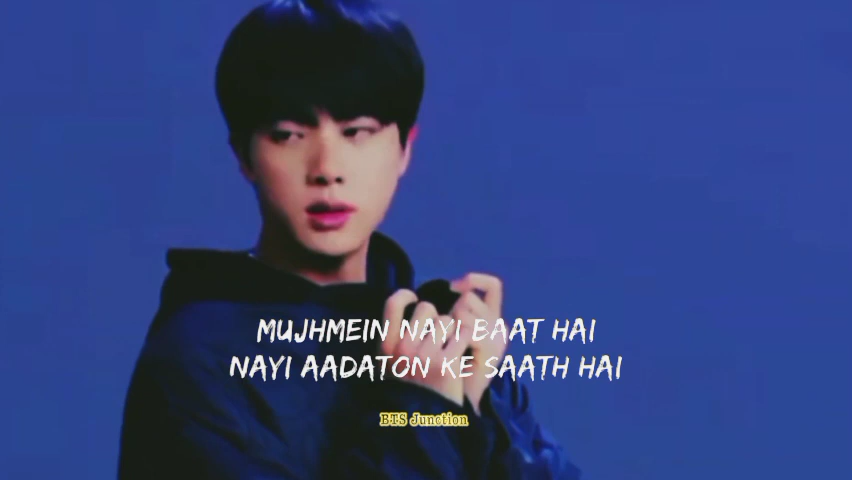 MUJHMEIN NAYI BAAT HAI
NAYI AADATON KE SAATH HAI
BTS Junction